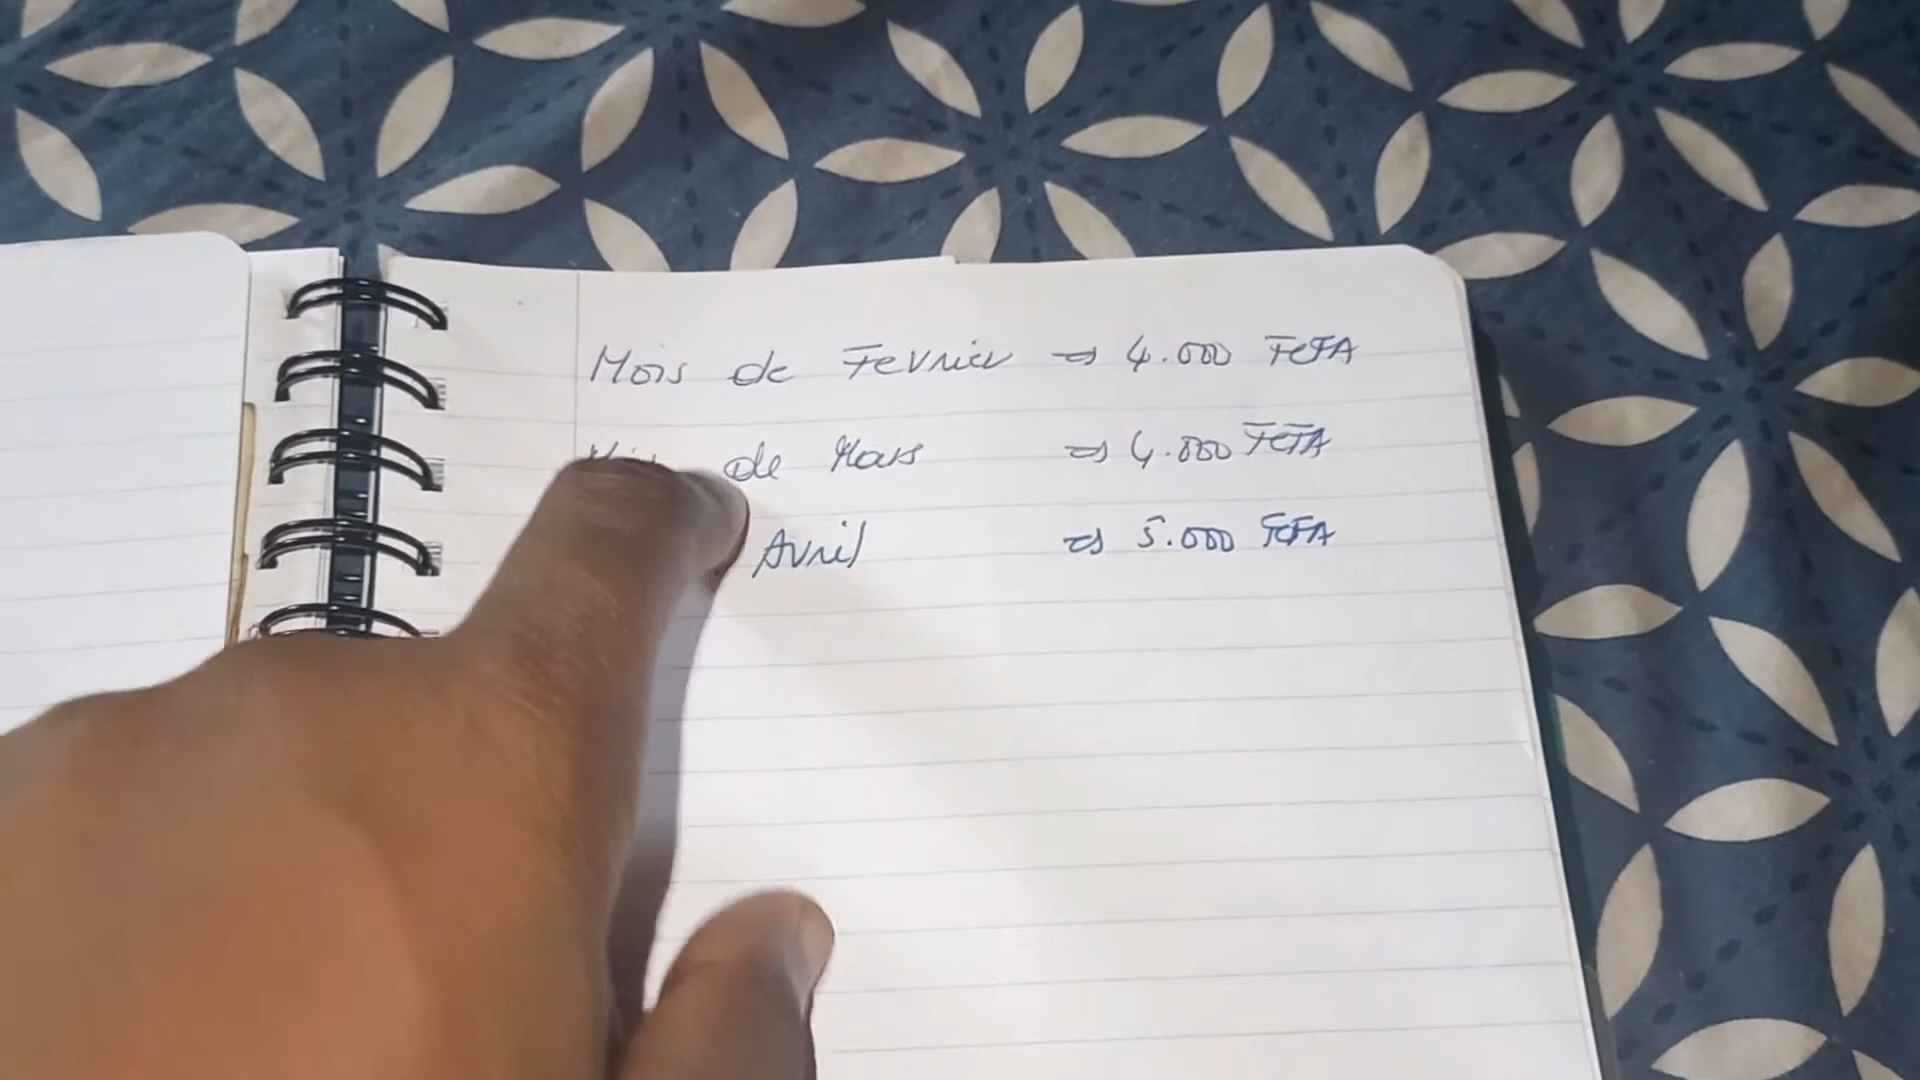 Mois de Fevrier => 4.000 FCFA
de Mars => 4.000 FCFA
Avril => 5.000 FCFA